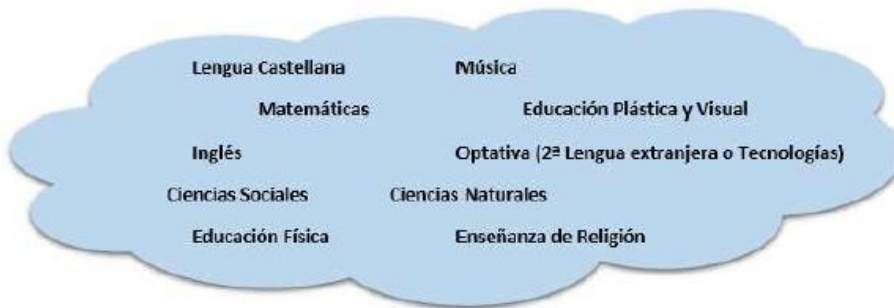 Lengua Castellana Música
Matemáticas Educación Plástica y Visual
Inglés Optativa (2ª Lengua extranjera o Tecnologías)
Ciencias Sociales Ciencias Naturales
Educación Física Enseñanza de Religión